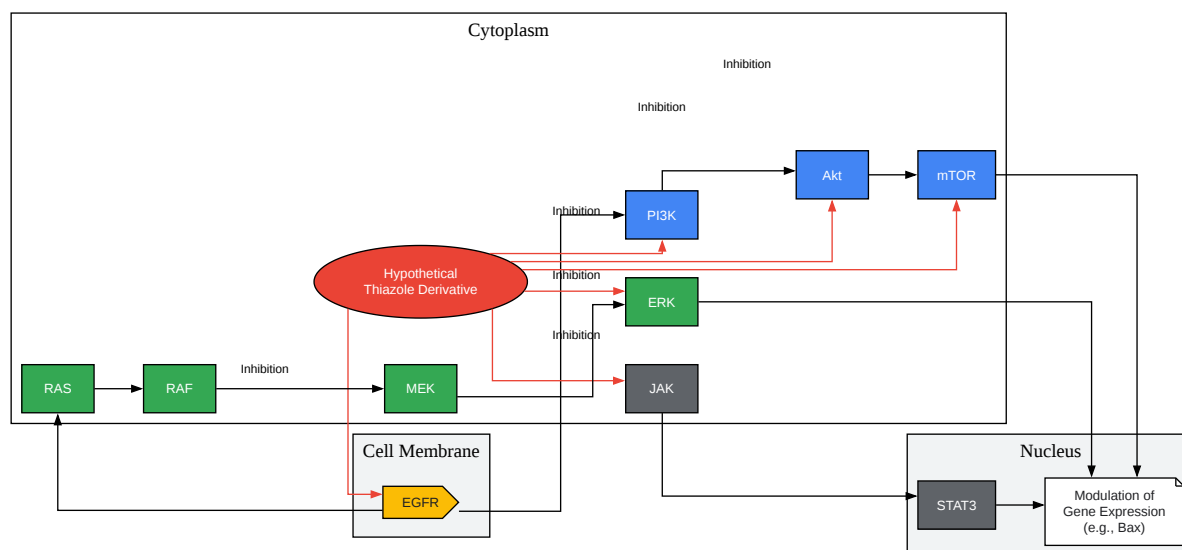 Cytoplasm
Inhibition
Inhibition
Akt
mTOR
Inhibition
PI3K
Hypothetical
Thiazole Derivative
Inhibition
ERK
Inhibition
Inhibition
RAS
RAF
MEK
JAK
Cell Membrane
EGFR
Nucleus
STAT3
Modulation of
Gene Expression
(e.g., Bax)